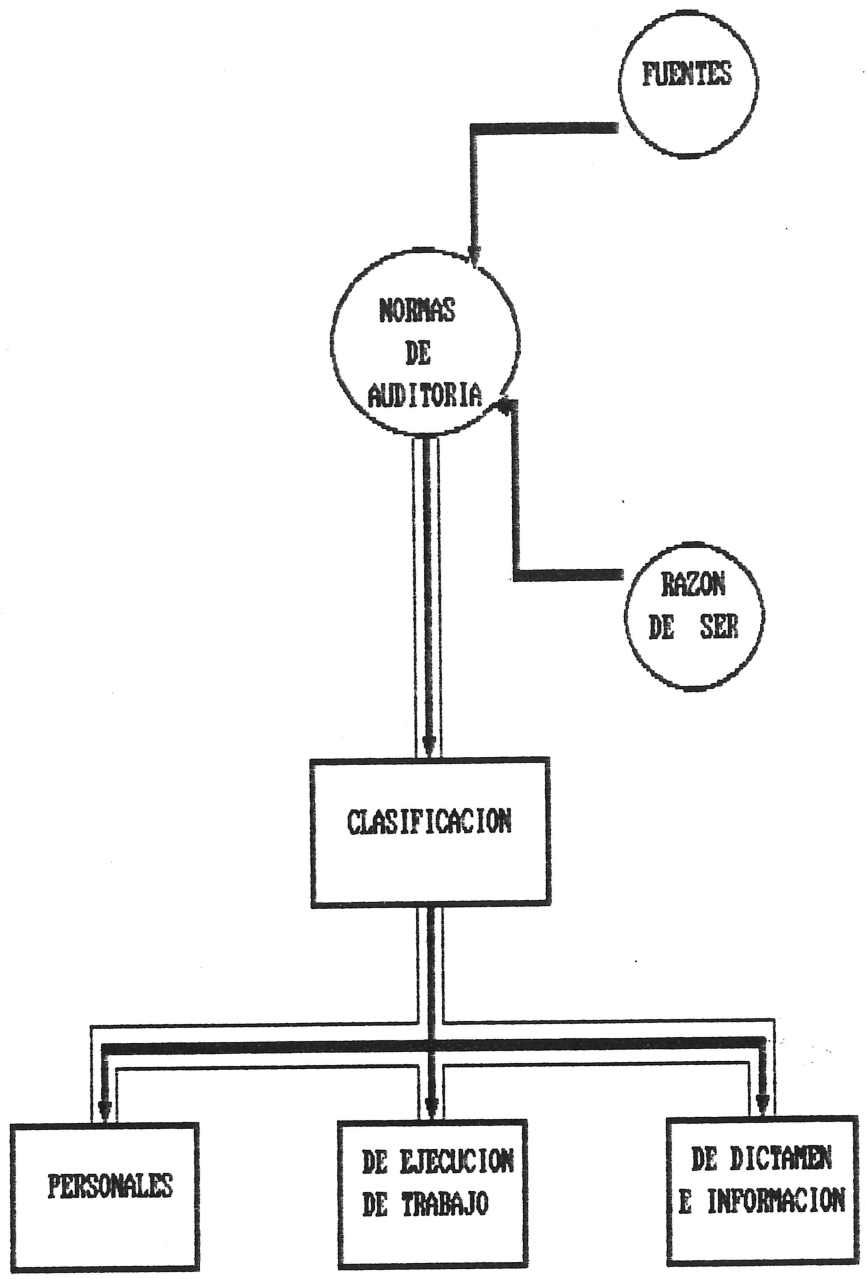 FUENTES
NORMAS
DE
AUDITORIA
RAZON
DE SER
CLASIFICACION
PERSONALES
DE EJECUCION
DE TRABAJO
DE DICTAMEN
E INFORMACION